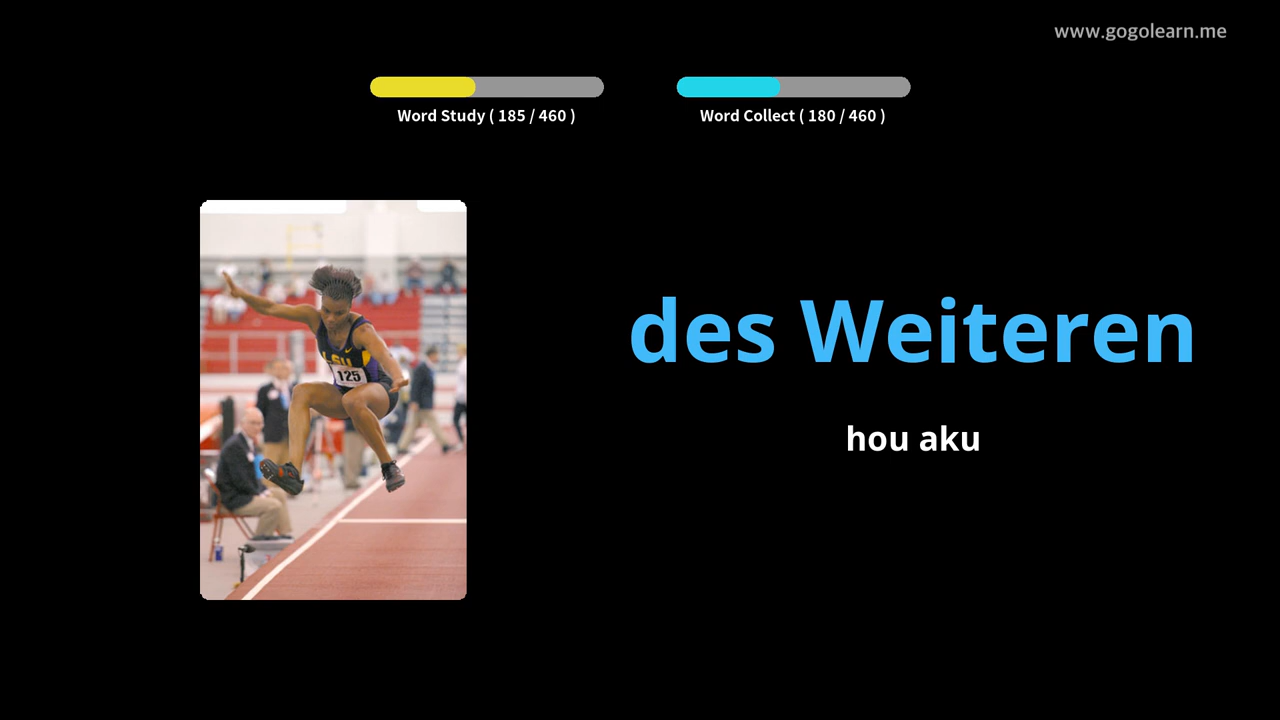 www.gogolearn.me
Word Study ( 185 / 460 )
Word Collect ( 180 / 460 )
LSU
125
des Weiteren
hou aku